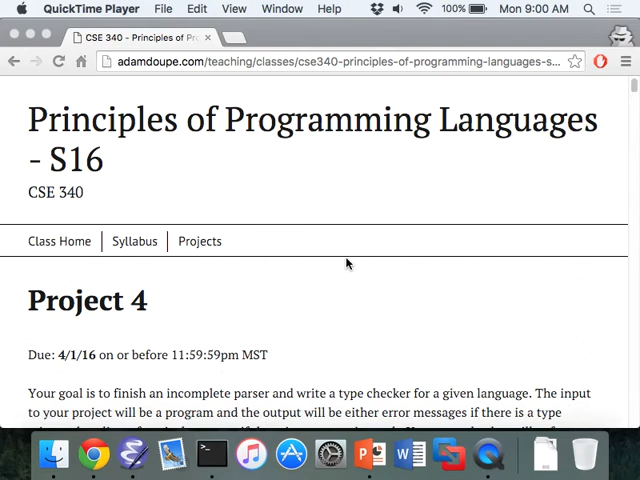 QuickTime Player File Edit View Window Help 100% Mon 9:00 AM
CSE 340 - Principles of Pr
adamdoupe.com/teaching/classes/cse340-principles-of-programming-languages-s...
Principles of Programming Languages
- S16
CSE 340
Class Home Syllabus Projects
Project 4
Due: 4/1/16 on or before 11:59:59pm MST
Your goal is to finish an incomplete parser and write a type checker for a given language. The input
to your project will be a program and the output will be either error messages if there is a type